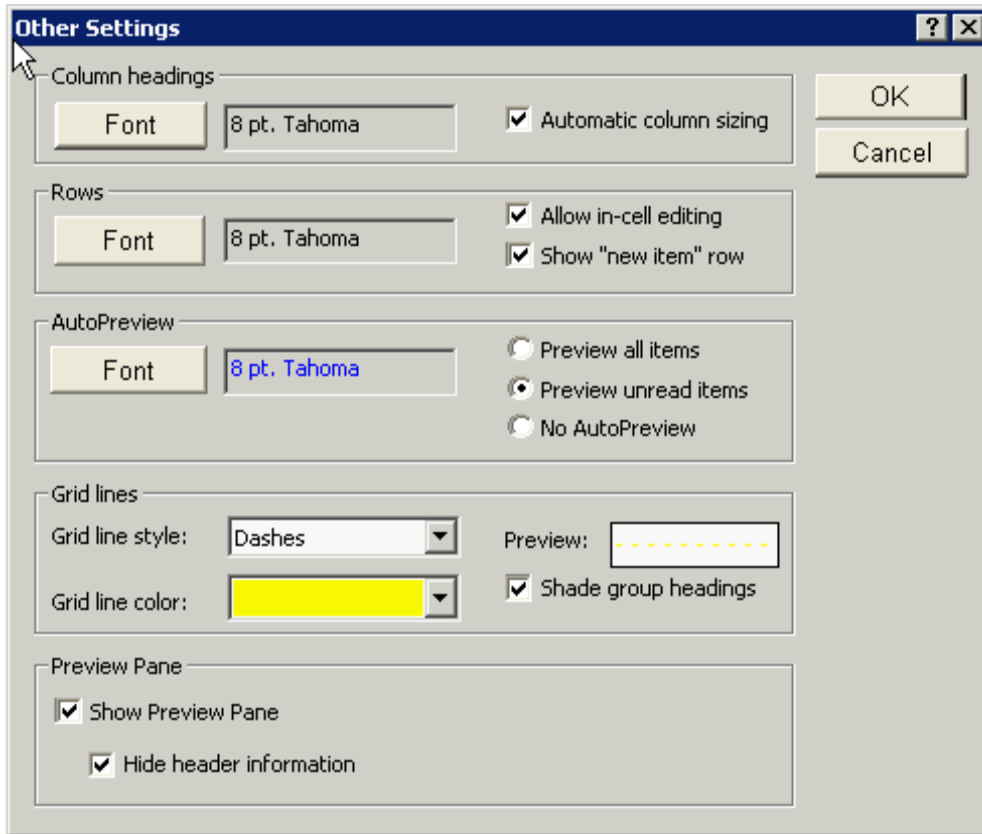 Other Settings
Column headings
Font 8 pt. Tahoma Automatic column sizing
OK
Cancel
Rows
Font 8 pt. Tahoma Allow in-cell editing
Show "new item" row
AutoPreview
Font 8 pt. Tahoma Preview all items
Preview unread items
No AutoPreview
Grid lines
Grid line style: Dashes Preview:
Grid line color: Shade group headings
Preview Pane
Show Preview Pane
Hide header information